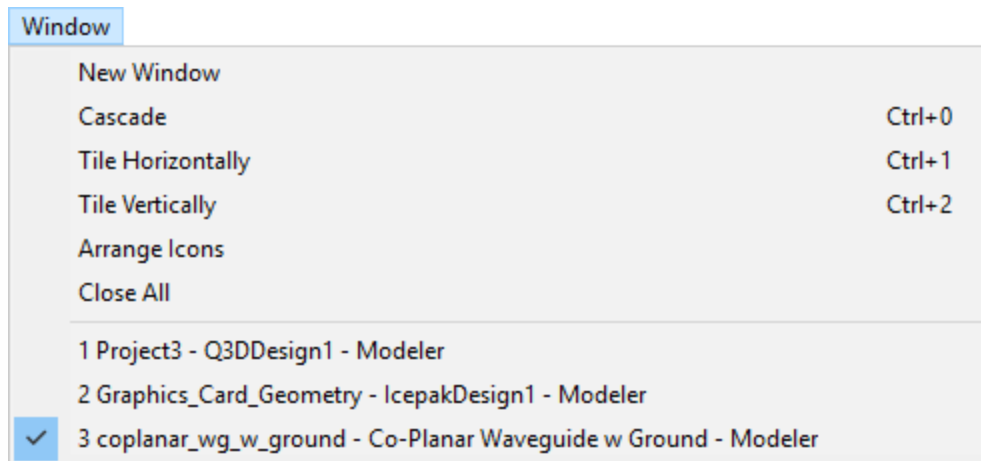 Window
New Window
Cascade Ctrl+0
Tile Horizontally Ctrl+1
Tile Vertically Ctrl+2
Arrange Icons
Close All
1 Project3 - Q3DDesign1 - Modeler
2 Graphics_Card_Geometry - IcepakDesign1 - Modeler
3 coplanar_wg_w_ground - Co-Planar Waveguide w Ground - Modeler